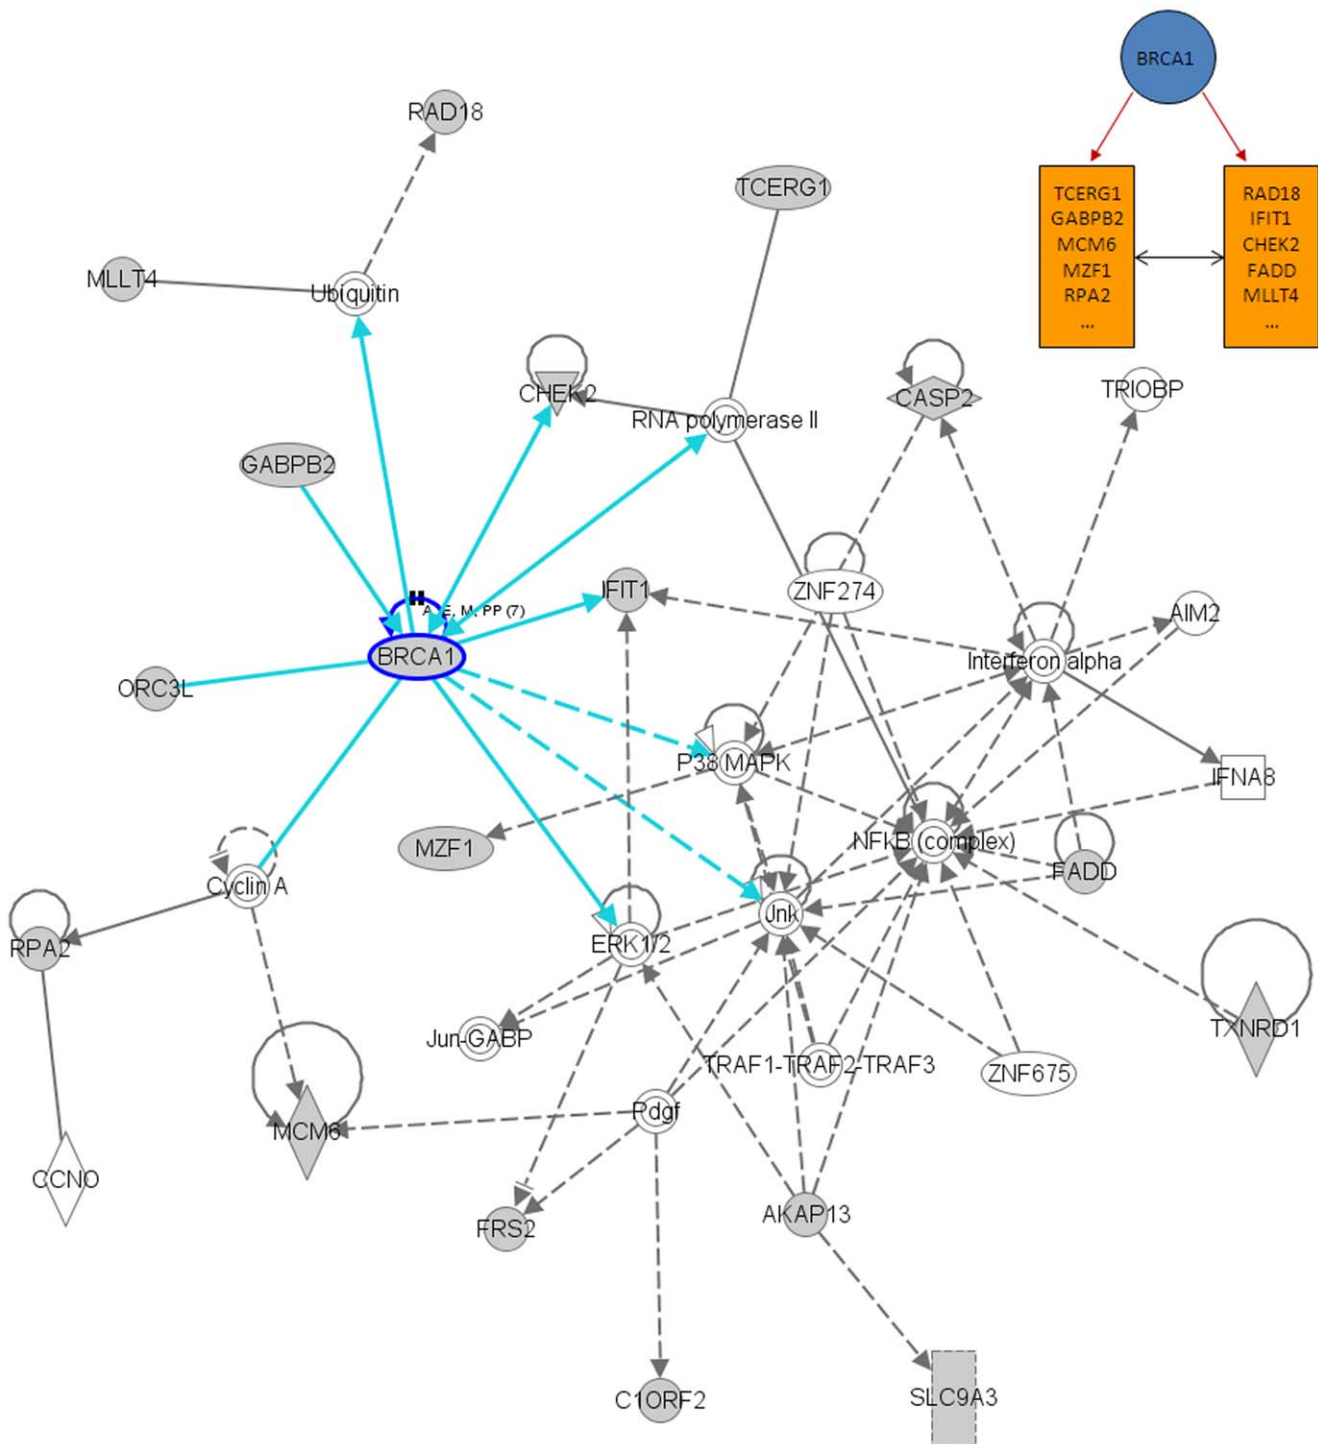 BRCA1
RAD18
TCERG1
TCERG1
GABPB2
MCM6
MZF1
RPA2
...
RAD18
IFIT1
CHEK2
FADD
MLLT4
...
MLLT4
Ubiquitin
CHEK2
RNA polymerase II
CASP2
TRIOBP
GABPB2
IFIT1
ZNF274
A, E, M, PP (7)
AIM2
BRCA1
Interferon alpha
ORC3L
P38 MAPK
IFNA8
MZF1
NFkB (complex)
FADD
Cyclin A
Jnk
RPA2
ERK1/2
TXNRD1
Jun-GABP
TRAF1-TRAF2-TRAF3
ZNF675
Pdgf
MCM6
CCNO
FRS2
AKAP13
C1ORF2
SLC9A3